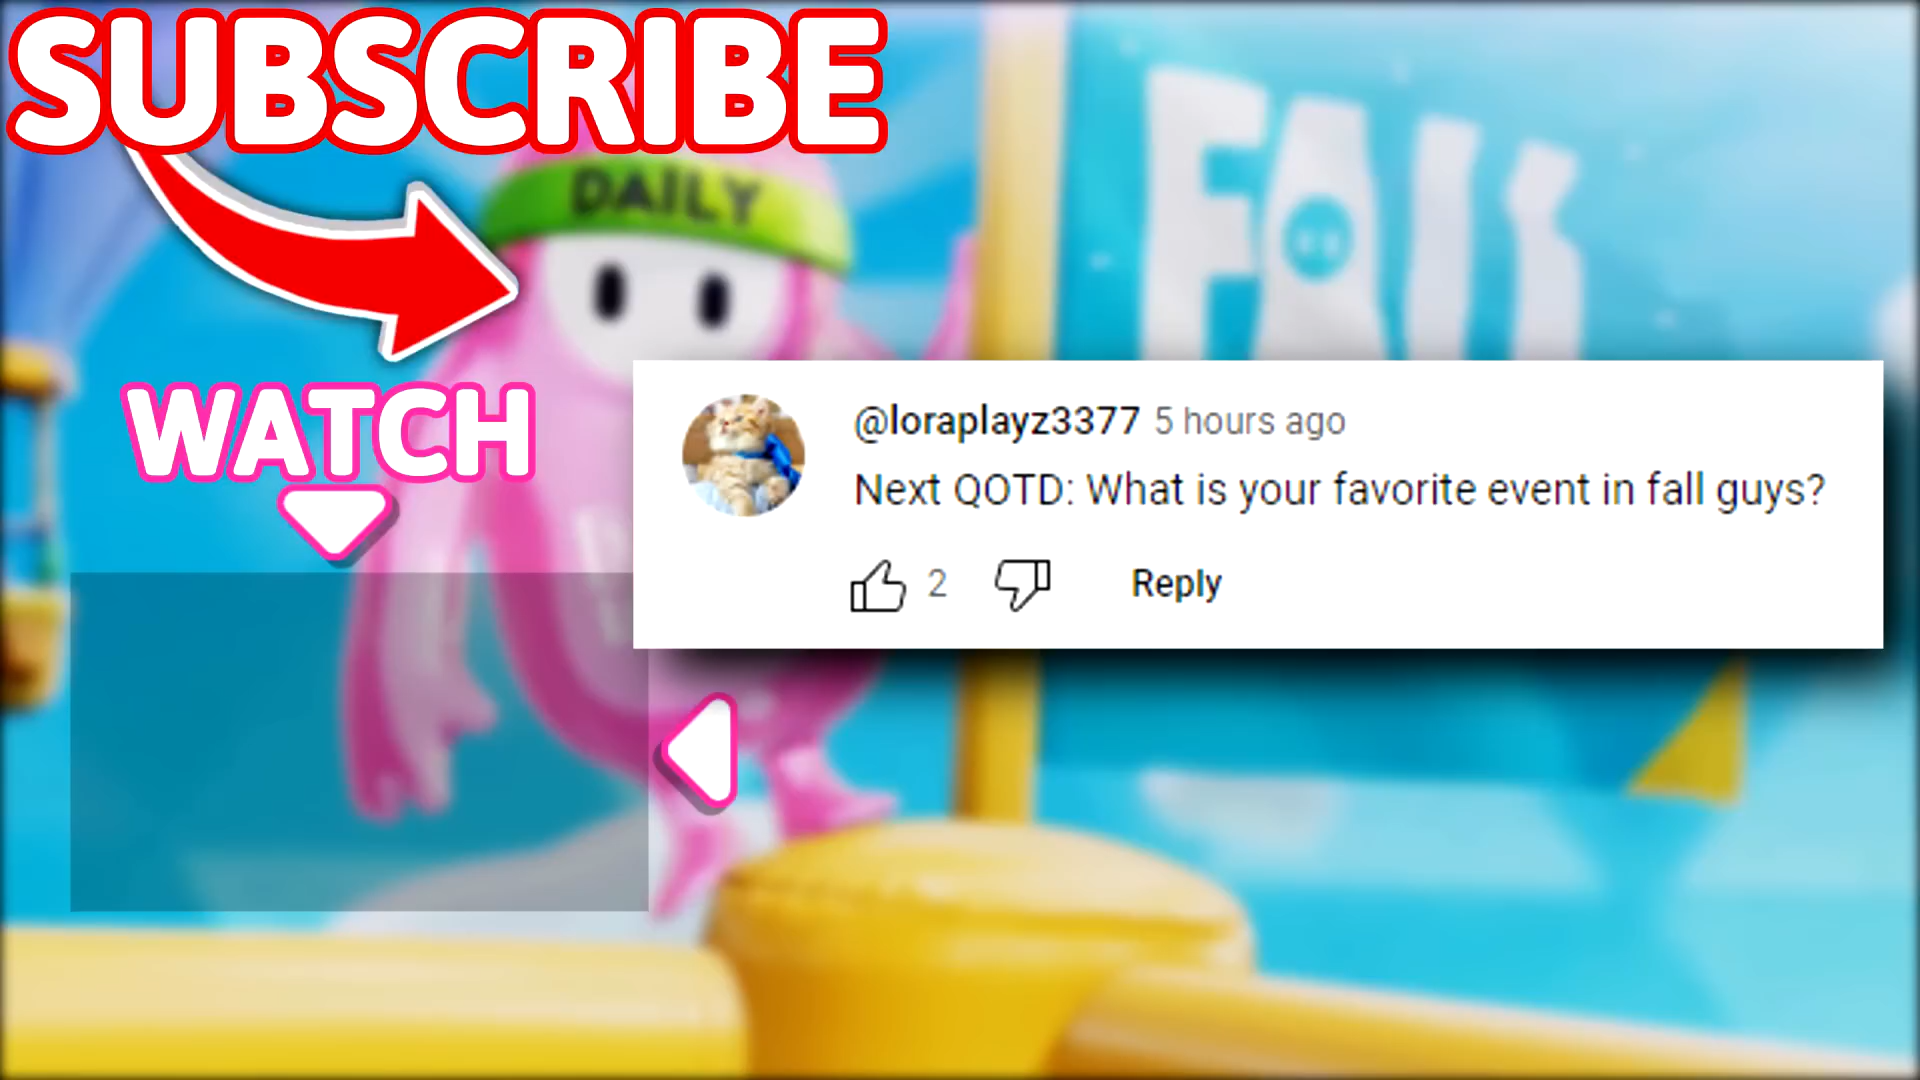 SUBSCRIBE
DAILY
FALL
WATCH
@loraplayz3377 5 hours ago
Next QOTD: What is your favorite event in fall guys?
2 Reply